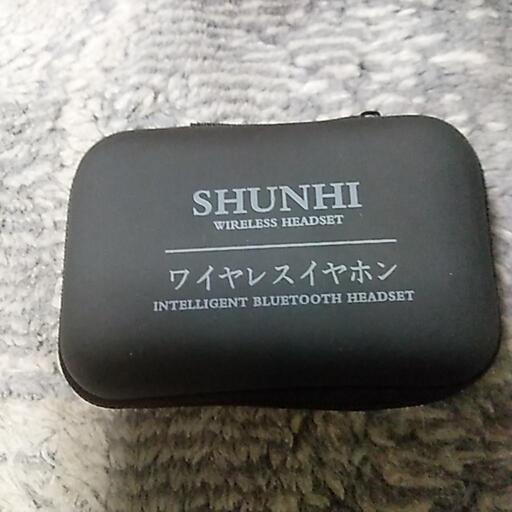 SHUNHI
WIRELESS HEADSET
ワイヤレスイヤホン
INTELLIGENT BLUETOOTH HEADSET